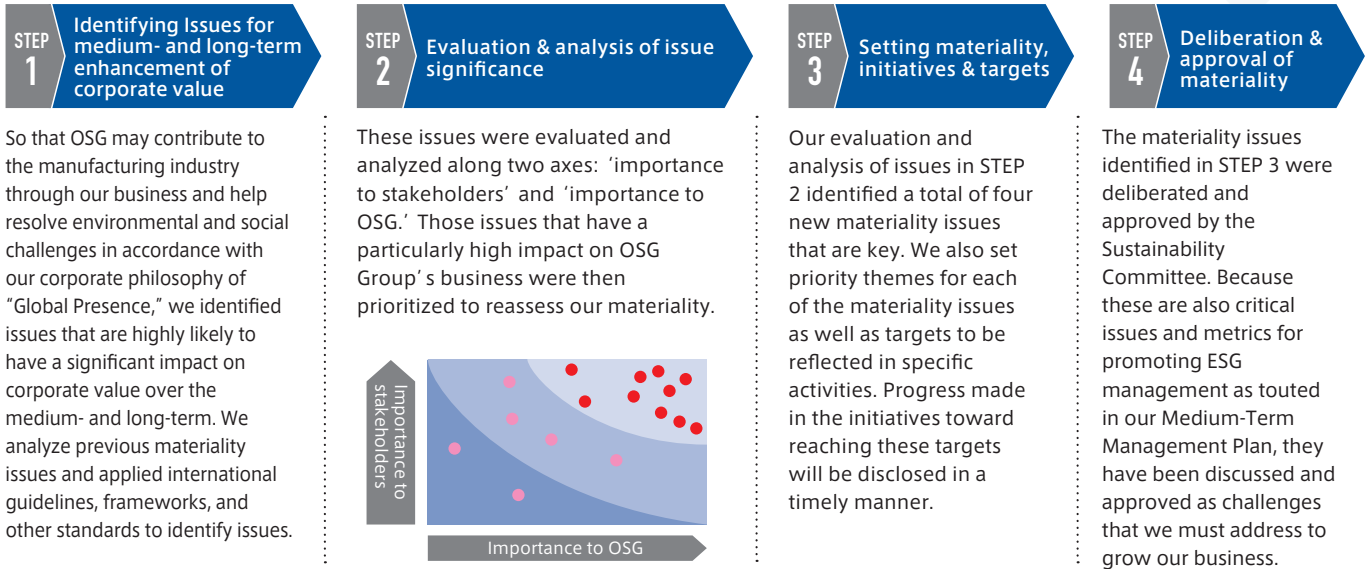 STEP
1
Identifying Issues for
medium- and long-term
enhancement of
corporate value
So that OSG may contribute to
the manufacturing industry
through our business and help
resolve environmental and social
challenges in accordance with
our corporate philosophy of
“Global Presence,” we identified
issues that are highly likely to
have a significant impact on
corporate value over the
medium- and long-term. We
analyze previous materiality
issues and applied international
guidelines, frameworks, and
other standards to identify issues.
STEP
2
Evaluation & analysis of issue
significance
These issues were evaluated and
analyzed along two axes: ‘importance
to stakeholders’ and ‘importance to
OSG.’ Those issues that have a
particularly high impact on OSG
Group’s business were then
prioritized to reassess our materiality.
Importance to
stakeholders
Importance to OSG
STEP
3
Setting materiality,
initiatives & targets
Our evaluation and
analysis of issues in STEP
2 identified a total of four
new materiality issues
that are key. We also set
priority themes for each
of the materiality issues
as well as targets to be
reflected in specific
activities. Progress made
in the initiatives toward
reaching these targets
will be disclosed in a
timely manner.
STEP
4
Deliberation &
approval of
materiality
The materiality issues
identified in STEP 3 were
deliberated and
approved by the
Sustainability
Committee. Because
these are also critical
issues and metrics for
promoting ESG
management as touted
in our Medium-Term
Management Plan, they
have been discussed and
approved as challenges
that we must address to
grow our business.